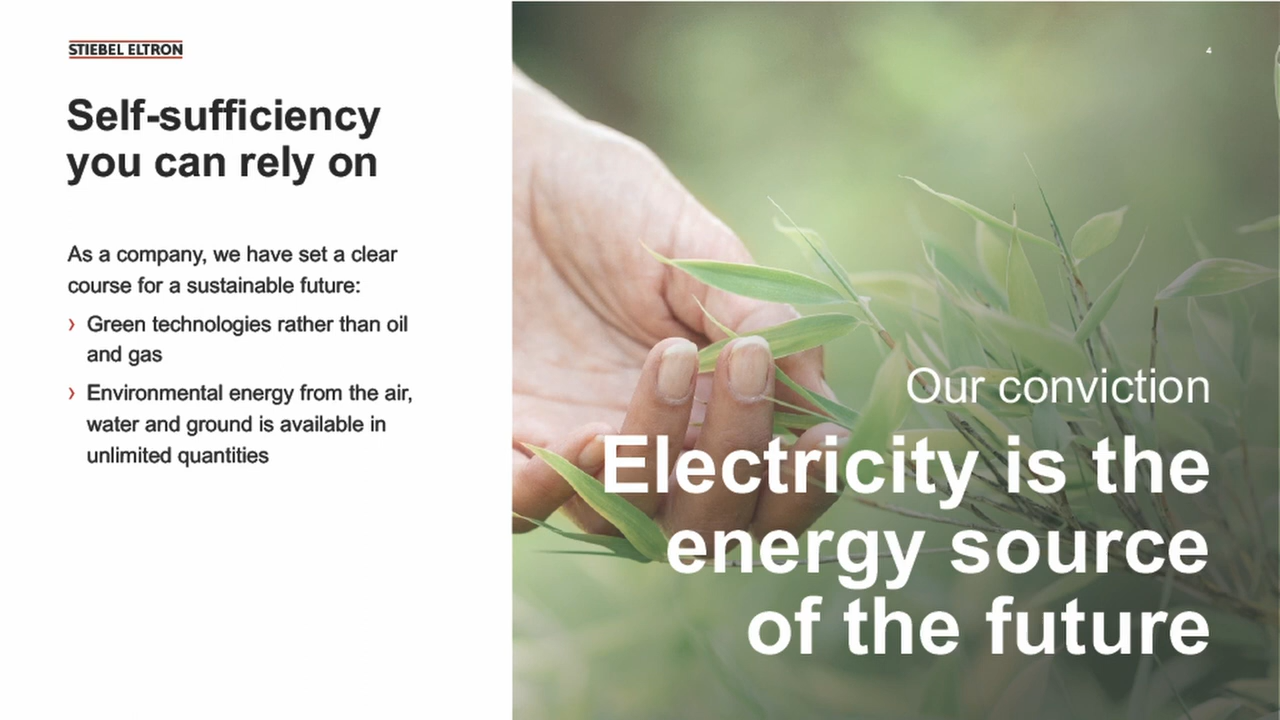 STIEBEL ELTRON
4
Self-sufficiency
you can rely on
As a company, we have set a clear
course for a sustainable future:
› Green technologies rather than oil
and gas
› Environmental energy from the air,
water and ground is available in
unlimited quantities
Our conviction
Electricity is the
energy source
of the future